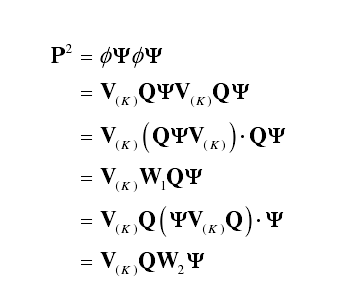 P² = ϕΨϕΨ
= V₍K₎QΨV₍K₎QΨ
= V₍K₎(QΨV₍K₎)·QΨ
= V₍K₎W₁QΨ
= V₍K₎Q(ΨV₍K₎Q)·Ψ
= V₍K₎QW₂Ψ